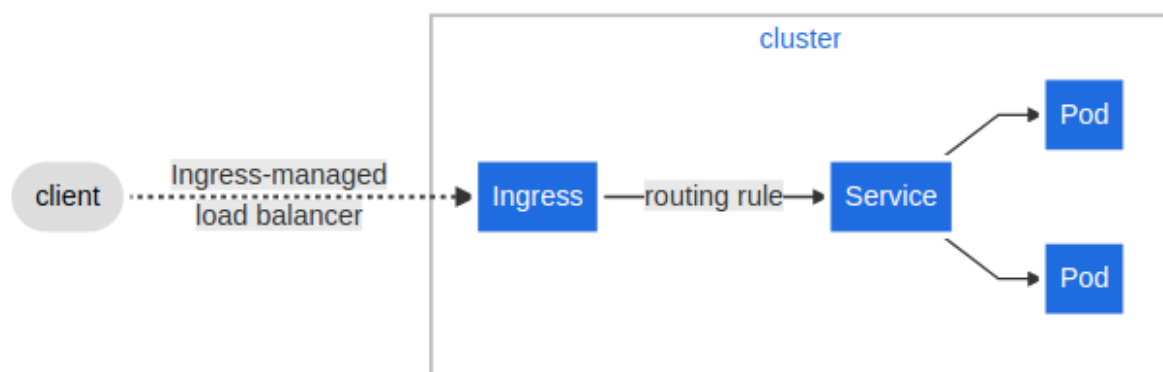 cluster
Pod
client
Ingress-managed
load balancer
Ingress
routing rule
Service
Pod